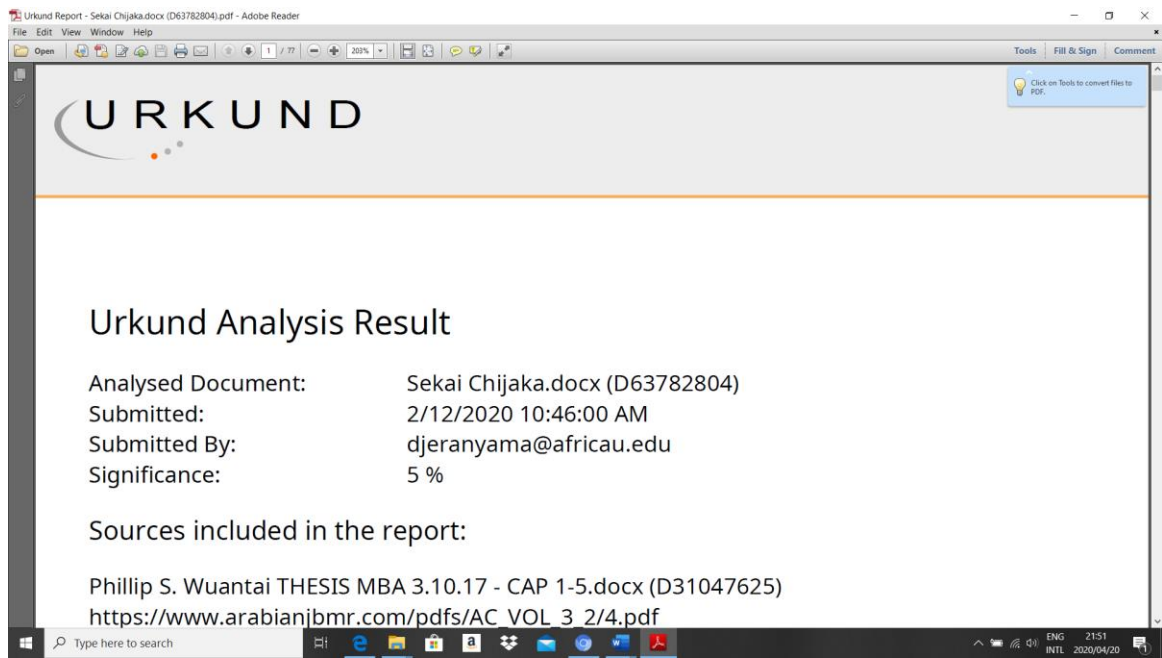 Urkund Report - Sekai Chijaka.docx (D63782804).pdf - Adobe Reader
File Edit View Window Help
Open 1 / 77 203% Tools Fill & Sign Comment
Click on Tools to convert files to
PDF.
URKUND
Urkund Analysis Result
Analysed Document: Sekai Chijaka.docx (D63782804)
Submitted: 2/12/2020 10:46:00 AM
Submitted By: djeranyama@africau.edu
Significance: 5 %
Sources included in the report:
Phillip S. Wuantai THESIS MBA 3.10.17 - CAP 1-5.docx (D31047625)
https://www.arabianjbmr.com/pdfs/AC_VOL_3_2/4.pdf
Type here to search
ENG 21:51
INTL 2020/04/20